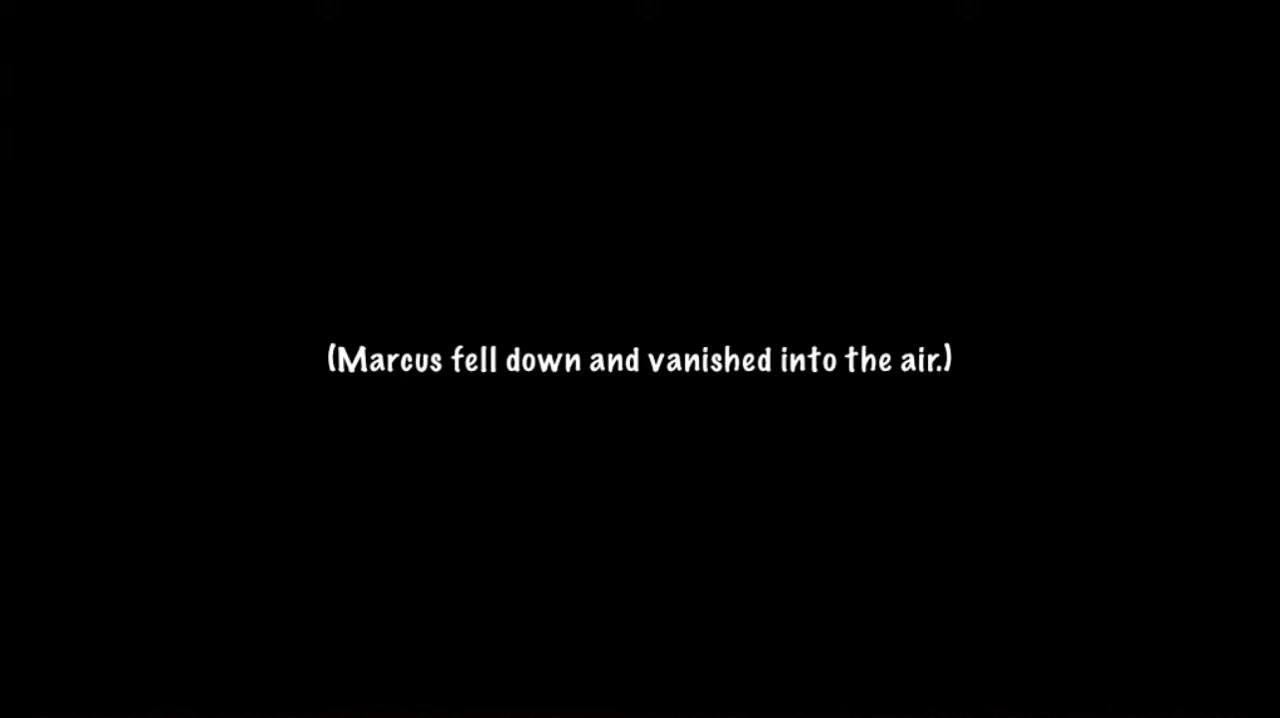 (Marcus fell down and vanished into the air.)